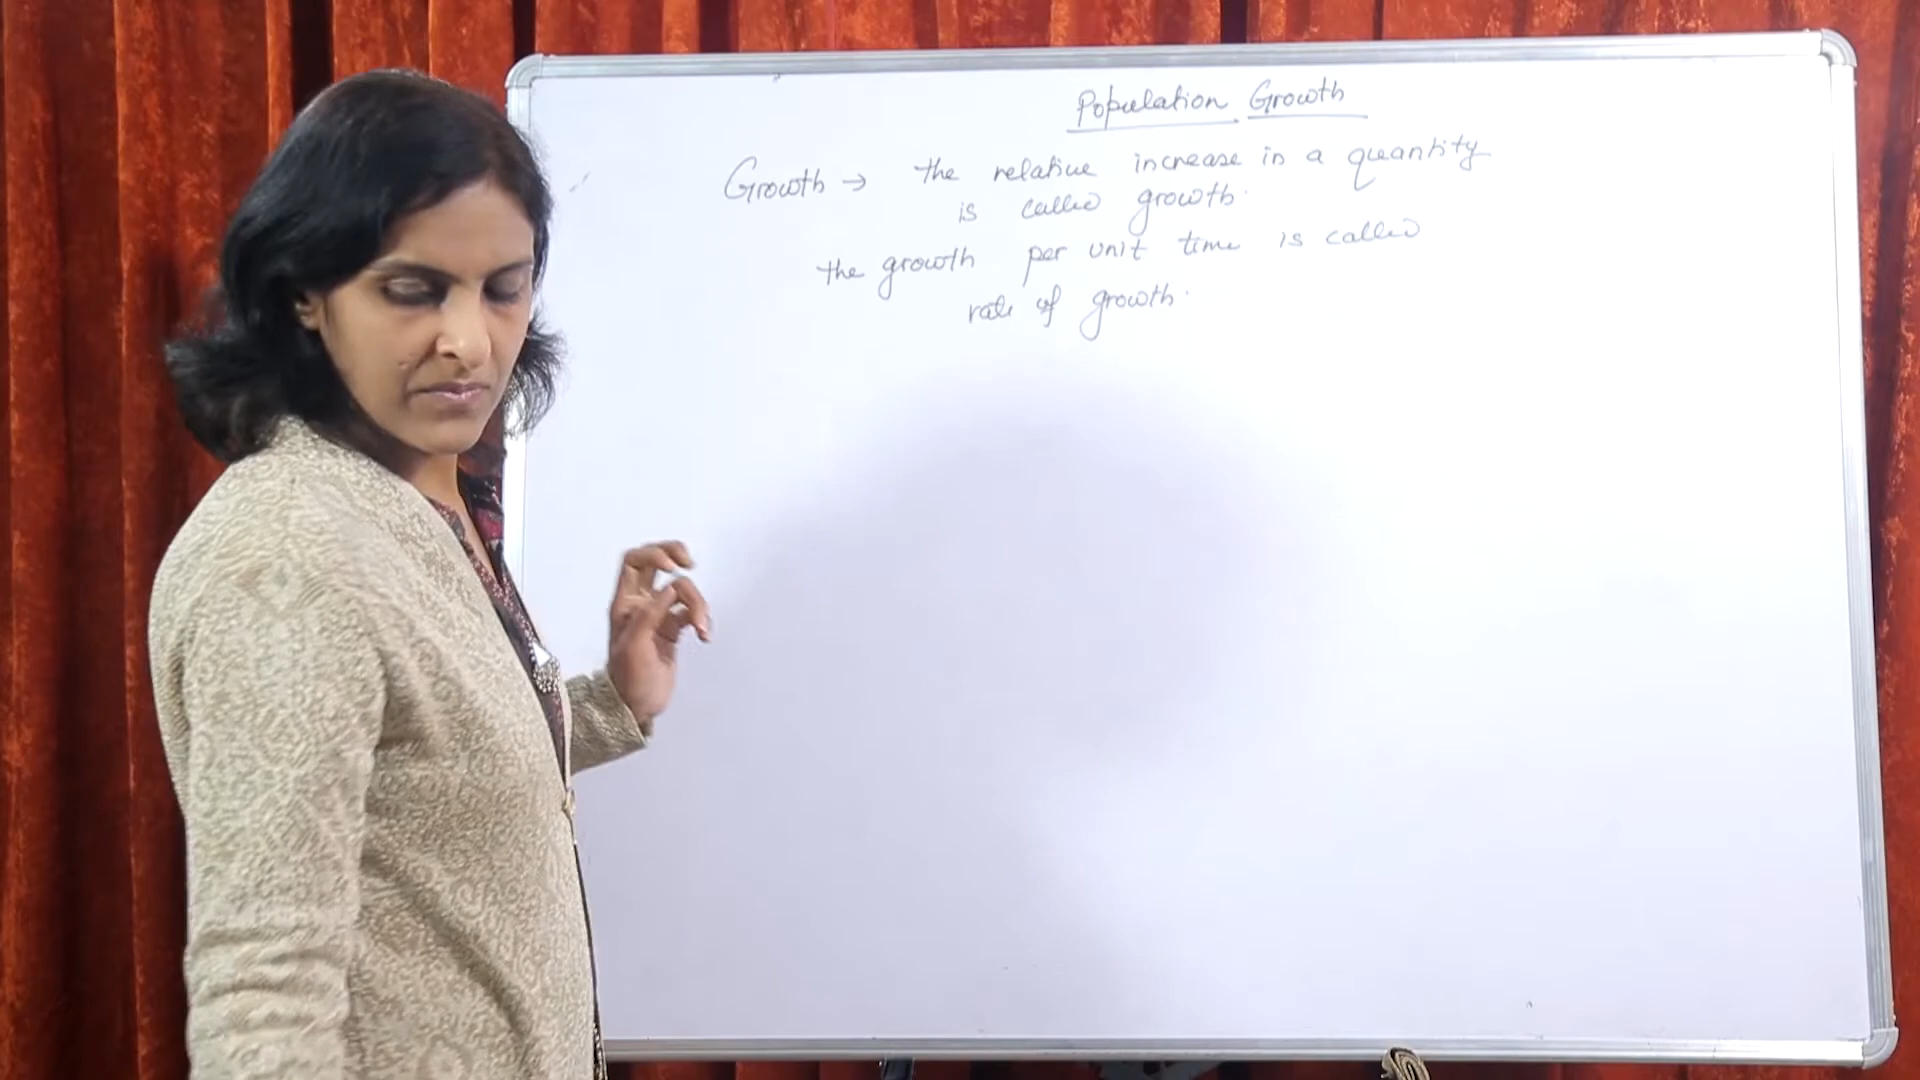 Population Growth
Growth → the relative increase in a quantity
is called growth.
the growth per unit time is called
rate of growth.